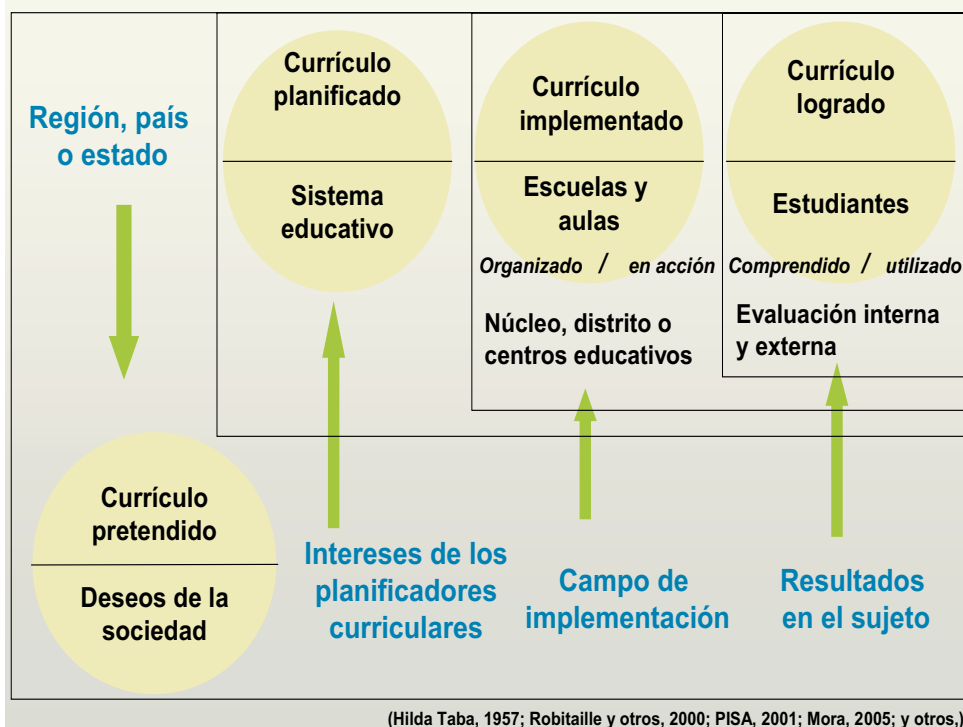 Región, país
o estado
Currículo
pretendido
Deseos de la
sociedad
Currículo
planificado
Sistema
educativo
Intereses de los
planificadores
curriculares
Currículo
implementado
Escuelas y
aulas
Organizado / en acción
Núcleo, distrito o
centros educativos
Campo de
implementación
Currículo
logrado
Estudiantes
Comprendido / utilizado
Evaluación interna
y externa
Resultados
en el sujeto
(Hilda Taba, 1957; Robitaille y otros, 2000; PISA, 2001; Mora, 2005; y otros,)